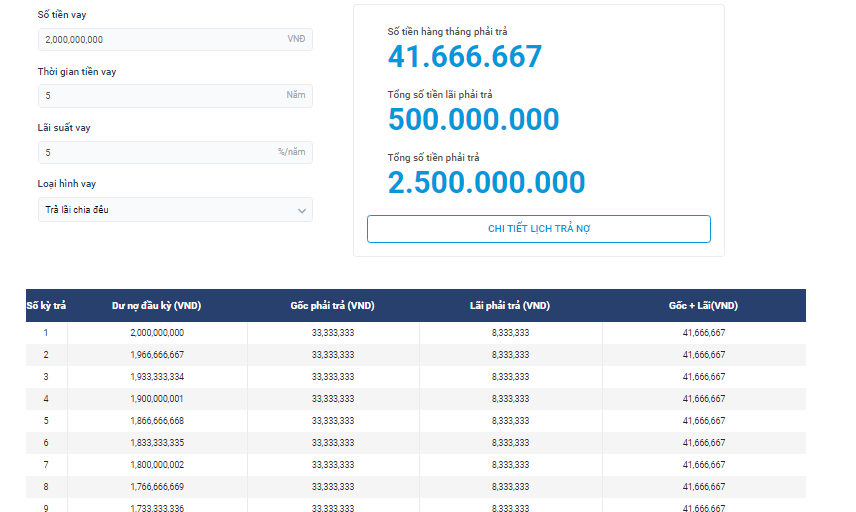 Số tiền vay
2,000,000,000 VNĐ
Thời gian tiền vay
5 Năm
Lãi suất vay
5 %/năm
Loại hình vay
Trả lãi chia đều
Số tiền hàng tháng phải trả
41.666.667
Tổng số tiền lãi phải trả
500.000.000
Tổng số tiền phải trả
2.500.000.000
CHI TIẾT LỊCH TRẢ NỢ
Số kỳ trả Dư nợ đầu kỳ (VND) Gốc phải trả (VND) Lãi phải trả (VND) Gốc + Lãi(VND)
1 2,000,000,000 33,333,333 8,333,333 41,666,667
2 1,966,666,667 33,333,333 8,333,333 41,666,667
3 1,933,333,334 33,333,333 8,333,333 41,666,667
4 1,900,000,001 33,333,333 8,333,333 41,666,667
5 1,866,666,668 33,333,333 8,333,333 41,666,667
6 1,833,333,335 33,333,333 8,333,333 41,666,667
7 1,800,000,002 33,333,333 8,333,333 41,666,667
8 1,766,666,669 33,333,333 8,333,333 41,666,667
9 1,733,333,336 33,333,333 8,333,333 41,666,667